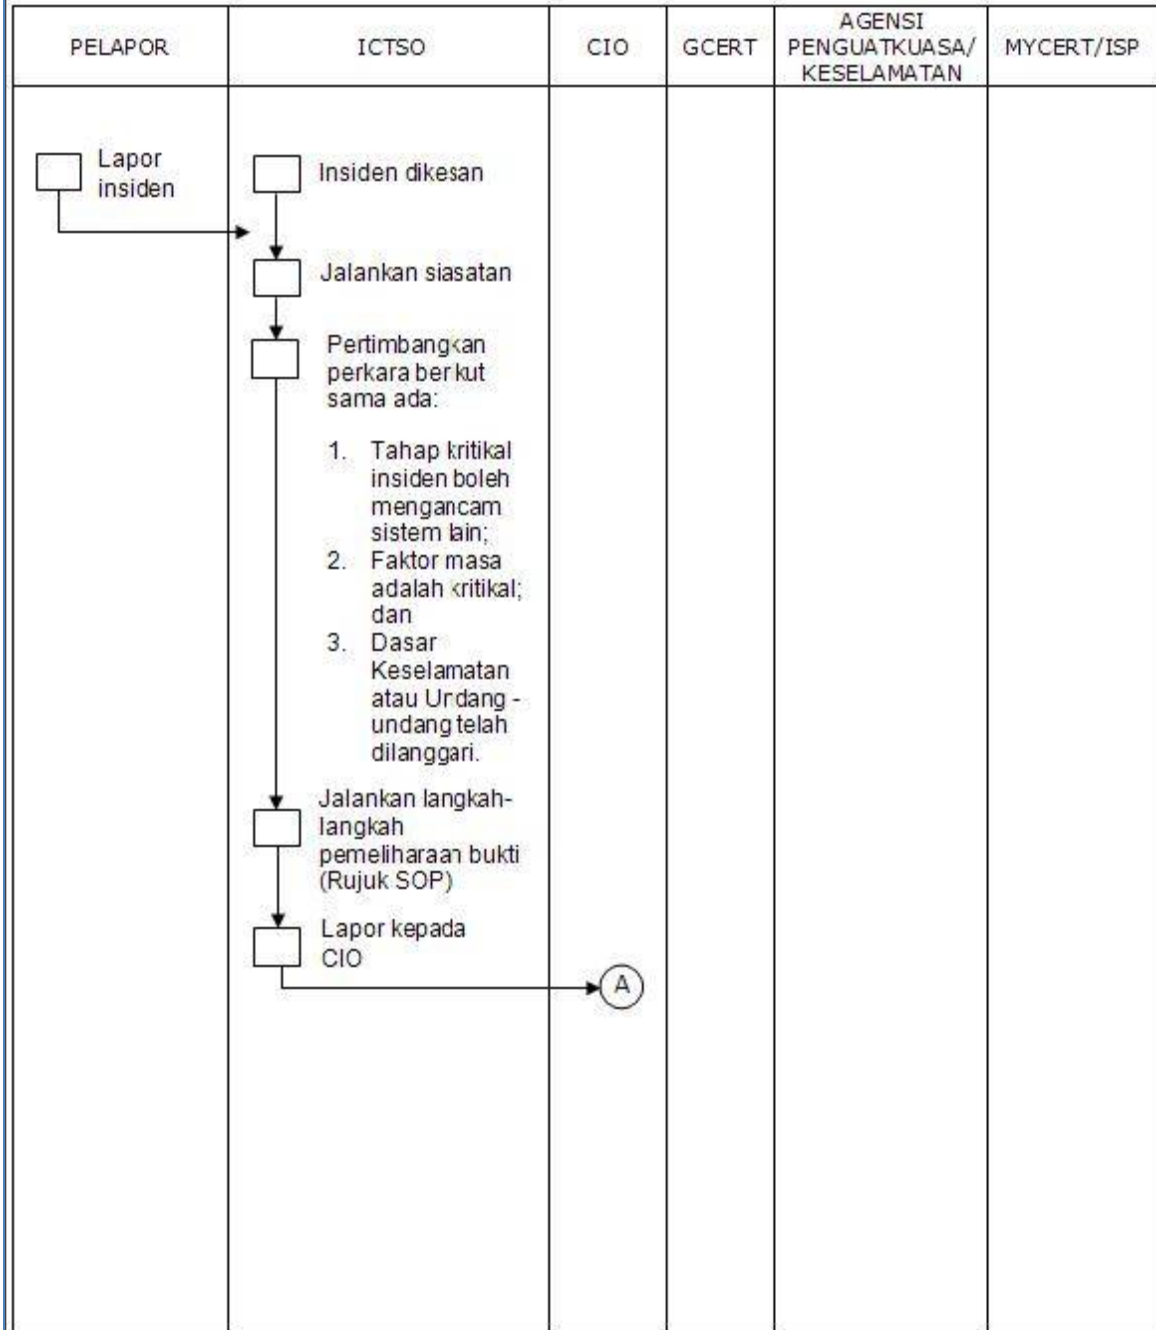 PELAPOR
ICTSO
CIO
GCERT
AGENSI
PENGUATKUASA/
KESELAMATAN
MYCERT/ISP
Lapor
insiden
Insiden dikesan
Jalankan siasatan
Pertimbangkan
perkara berikut
sama ada:
1. Tahap kritikal
insiden boleh
mengancam
sistem lain;
2. Faktor masa
adalah kritikal;
dan
3. Dasar
Keselamatan
atau Undang -
undang telah
dilanggari.
Jalankan langkah-
langkah
pemeliharaan bukti
(Rujuk SOP)
Lapor kepada
CIO
A